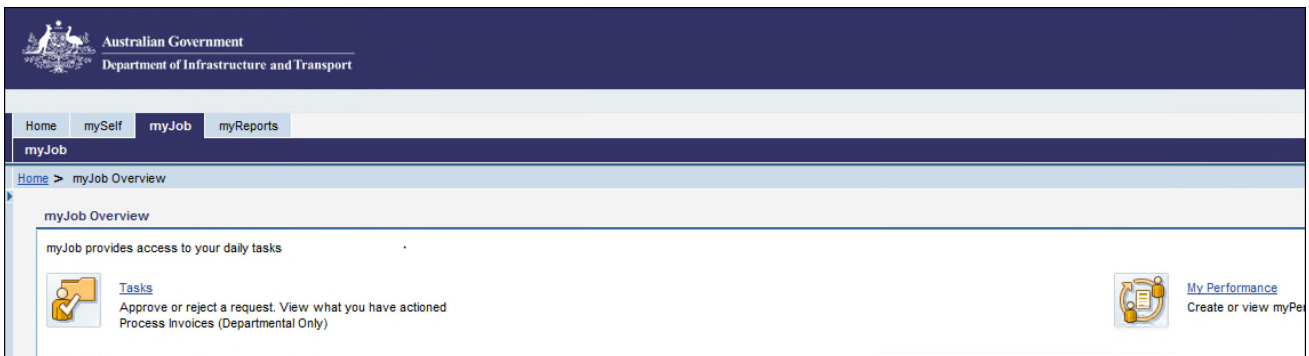 Australian Government
Department of Infrastructure and Transport
Home mySelf myJob myReports
myJob
Home > myJob Overview
myJob Overview
myJob provides access to your daily tasks
Tasks
Approve or reject a request. View what you have actioned
Process Invoices (Departmental Only)
My Performance
Create or view myPer